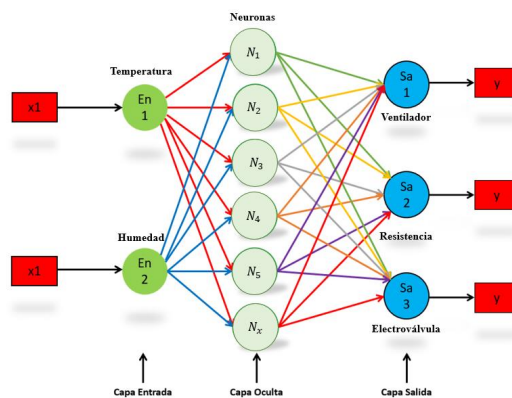 Neuronas
N₁
Temperatura
x1
En
1
N₂
Sa
1
y
Ventilador
N₃
Sa
2
y
N₄
Resistencia
Humedad
x1
En
2
N₅
Sa
3
y
Electroválvula
Nₓ
Capa Entrada
Capa Oculta
Capa Salida